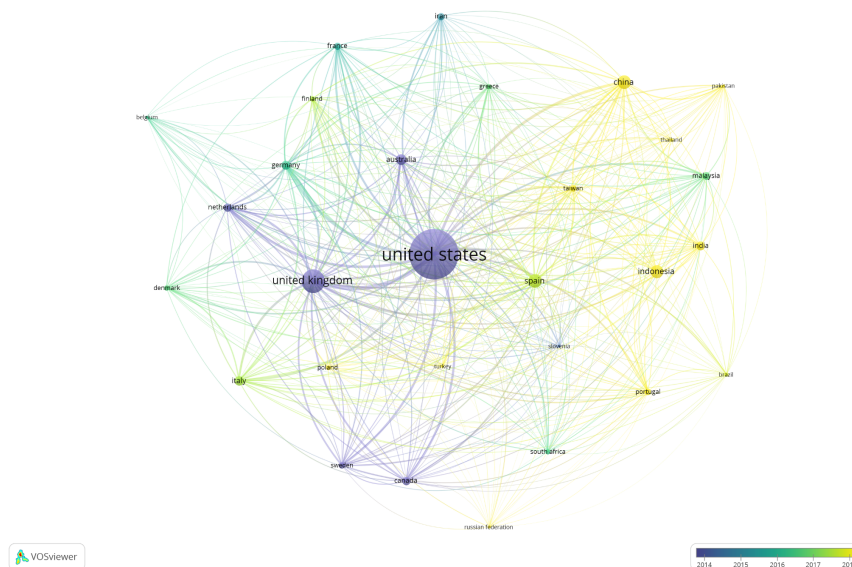 iran
france
china
greece
pakistan
finland
belgium
thailand
australia
germany
malaysia
taiwan
netherlands
india
united states
indonesia
united kingdom
spain
denmark
slovenia
poland
turkey
brazil
italy
portugal
south africa
sweden
canada
russian federation
VOSviewer
2014 2015 2016 2017